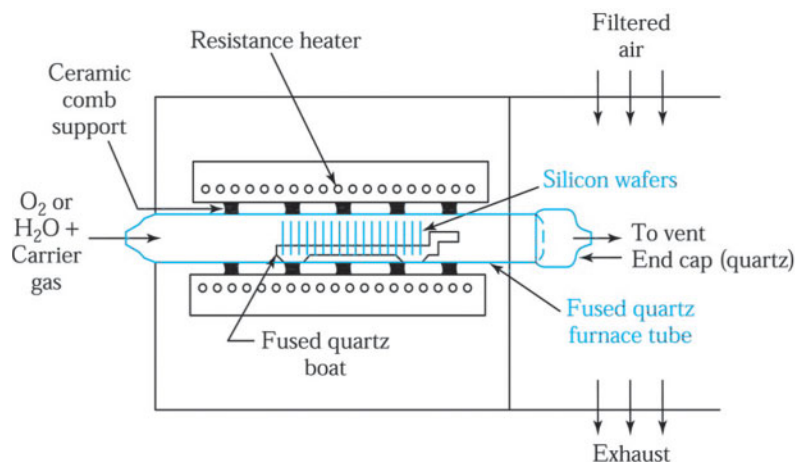 Resistance heater
Filtered
air
Ceramic
comb
support
Silicon wafers
O₂ or
H₂O +
Carrier
gas
To vent
End cap (quartz)
Fused quartz
furnace tube
Fused quartz
boat
Exhaust